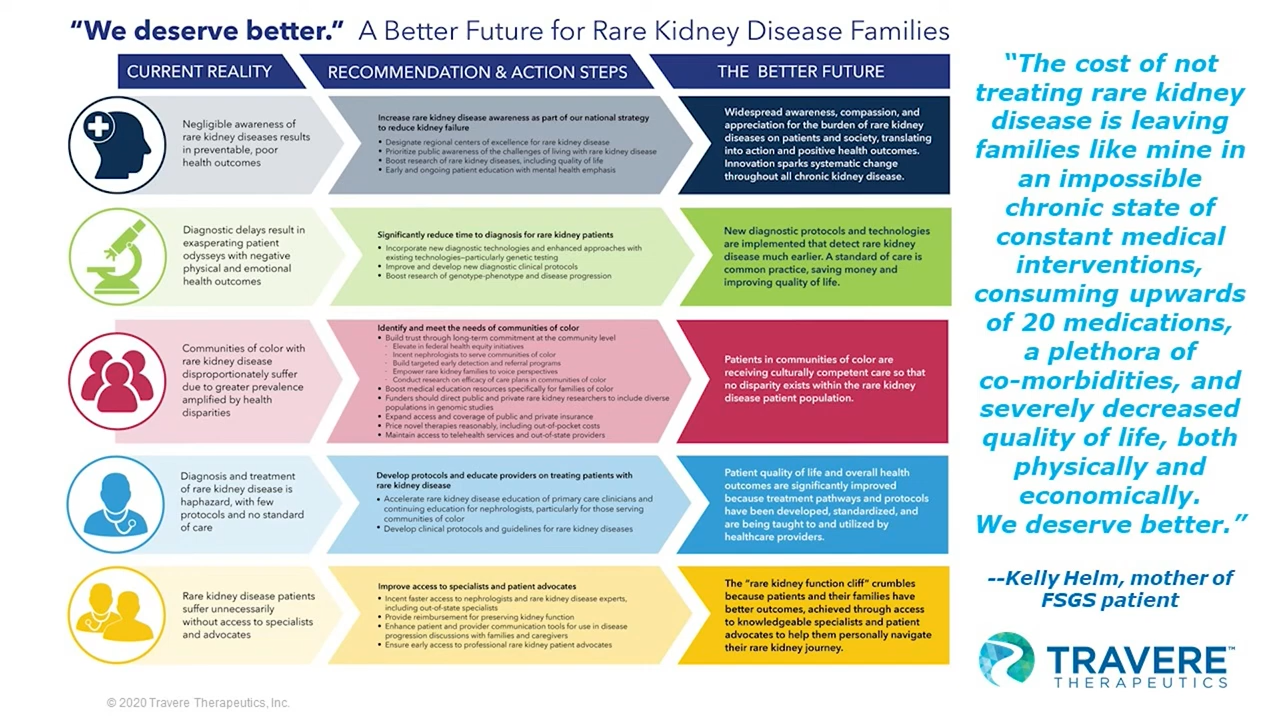 “We deserve better.” A Better Future for Rare Kidney Disease Families
CURRENT REALITY
RECOMMENDATION & ACTION STEPS
THE BETTER FUTURE
Negligible awareness of
rare kidney diseases results
in preventable, poor
health outcomes
Increase rare kidney disease awareness as part of our national strategy
to reduce kidney failure
• Designate regional centers of excellence for rare kidney disease
• Prioritize public awareness of the challenges of living with rare kidney disease
• Boost research of rare kidney diseases, including quality of life
• Early and ongoing patient education with mental health emphasis
Widespread awareness, compassion, and
appreciation for the burden of rare kidney
diseases on patients and society, translating
into action and positive health outcomes.
Innovation sparks systematic change
throughout all chronic kidney disease.
Diagnostic delays result in
exasperating patient
odysseys with negative
physical and emotional
health outcomes
Significantly reduce time to diagnosis for rare kidney patients
• Incorporate new diagnostic technologies and enhanced approaches with
existing technologies–particularly genetic testing
• Improve and develop new diagnostic clinical protocols
• Boost research of genotype-phenotype and disease progression
New diagnostic protocols and technologies
are implemented that detect rare kidney
disease much earlier. A standard of care is
common practice, saving money and
improving quality of life.
Communities of color with
rare kidney disease
disproportionately suffer
due to greater prevalence
amplified by health
disparities
Identify and meet the needs of communities of color
• Build trust through long-term commitment at the community level
- Elevate in federal health equity initiatives
- Incent nephrologists to serve communities of color
- Build targeted early detection and referral programs
- Empower rare kidney families to voice perspectives
- Conduct research on efficacy of care plans in communities of color
• Boost medical education resources specifically for families of color
• Funders should direct public and private rare kidney researchers to include diverse
populations in genomic studies
• Expand access and coverage of public and private insurance
• Price novel therapies reasonably, including out-of-pocket costs
• Maintain access to telehealth services and out-of-state providers
Patients in communities of color are
receiving culturally competent care so that
no disparity exists within the rare kidney
disease patient population.
Diagnosis and treatment
of rare kidney disease is
haphazard, with few
protocols and no standard
of care
Develop protocols and educate providers on treating patients with
rare kidney disease
• Accelerate rare kidney disease education of primary care clinicians and
continuing education for nephrologists, particularly for those serving
communities of color
• Develop clinical protocols and guidelines for rare kidney diseases
Patient quality of life and overall health
outcomes are significantly improved
because treatment pathways and protocols
have been developed, standardized, and
are being taught to and utilized by
healthcare providers.
Rare kidney disease patients
suffer unnecessarily
without access to specialists
and advocates
Improve access to specialists and patient advocates
• Incent faster access to nephrologists and rare kidney disease experts,
including out-of-state specialists
• Provide reimbursement for preserving kidney function
• Enhance patient and provider communication tools for use in disease
progression discussions with families and caregivers
• Ensure early access to professional rare kidney patient advocates
The “rare kidney function cliff” crumbles
because patients and their families have
better outcomes, achieved through access
to knowledgeable specialists and patient
advocates to help them personally navigate
their rare kidney journey.
“The cost of not
treating rare kidney
disease is leaving
families like mine in
an impossible
chronic state of
constant medical
interventions,
consuming upwards
of 20 medications,
a plethora of
co-morbidities, and
severely decreased
quality of life, both
physically and
economically.
We deserve better.”
--Kelly Helm, mother of
FSGS patient
TRAVERE™
THERAPEUTICS
© 2020 Travere Therapeutics, Inc.